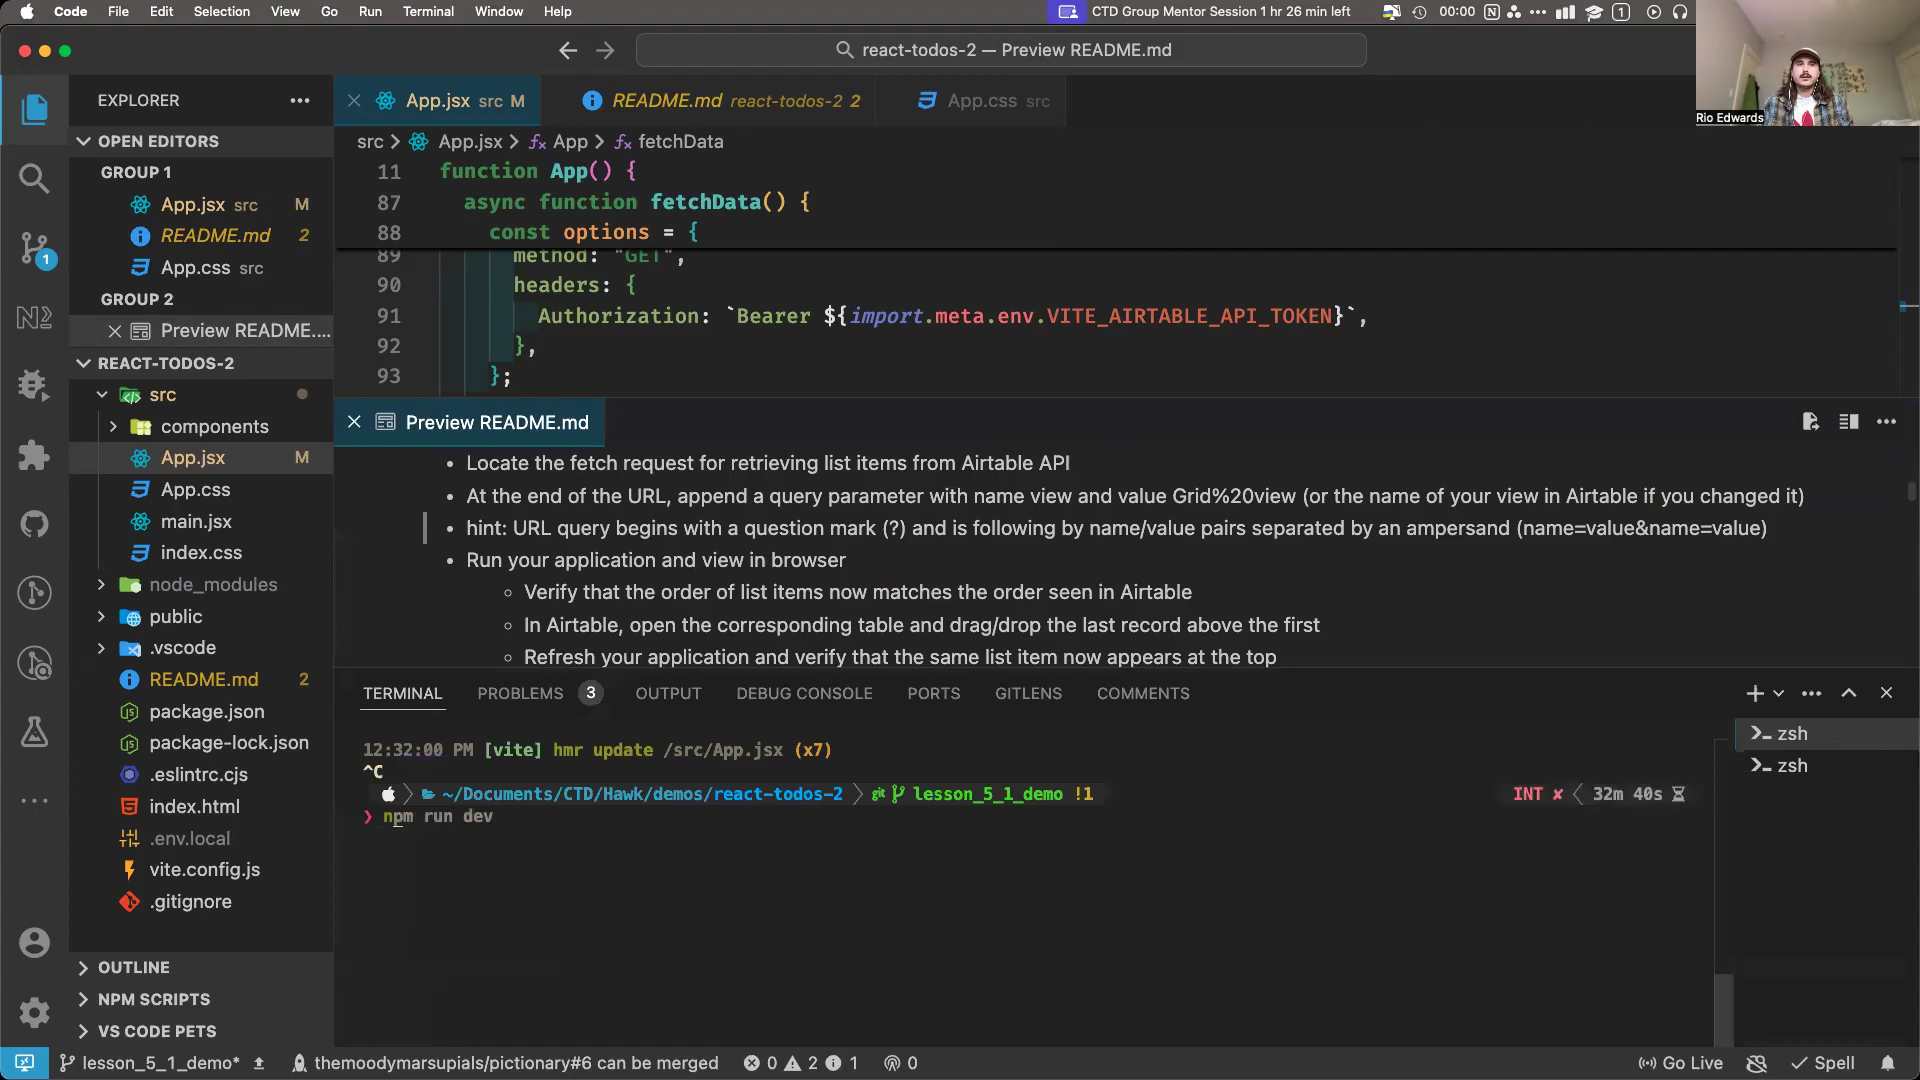 Code File Edit Selection View Go Run Terminal Window Help
CTD Group Mentor Session 1 hr 26 min left
00:00
1
react-todos-2 — Preview README.md
Rio Edwards
EXPLORER
App.jsx src M
README.md react-todos-2 2
App.css src
OPEN EDITORS
GROUP 1
App.jsx src M
README.md 2
App.css src
GROUP 2
Preview README....
REACT-TODOS-2
src
components
App.jsx M
App.css
main.jsx
index.css
node_modules
public
.vscode
README.md 2
package.json
package-lock.json
.eslintrc.cjs
index.html
.env.local
vite.config.js
.gitignore
OUTLINE
NPM SCRIPTS
VS CODE PETS
1
src > App.jsx > App > fetchData
11 function App() {
87 async function fetchData() {
88 const options = {
89 method: "GET",
90 headers: {
91 Authorization: `Bearer ${import.meta.env.VITE_AIRTABLE_API_TOKEN}`,
92 },
93 };
Preview README.md
• Locate the fetch request for retrieving list items from Airtable API
• At the end of the URL, append a query parameter with name view and value Grid%20view (or the name of your view in Airtable if you changed it)
• hint: URL query begins with a question mark (?) and is following by name/value pairs separated by an ampersand (name=value&name=value)
• Run your application and view in browser
◦ Verify that the order of list items now matches the order seen in Airtable
◦ In Airtable, open the corresponding table and drag/drop the last record above the first
◦ Refresh your application and verify that the same list item now appears at the top
TERMINAL PROBLEMS 3 OUTPUT DEBUG CONSOLE PORTS GITLENS COMMENTS
12:32:00 PM [vite] hmr update /src/App.jsx (x7)
^C
~/Documents/CTD/Hawk/demos/react-todos-2 lesson_5_1_demo !1
INT ✘ 32m 40s
❯ npm run dev
zsh
zsh
lesson_5_1_demo* themoodymarsupials/pictionary#6 can be merged 0 2 1 0
Go Live Spell